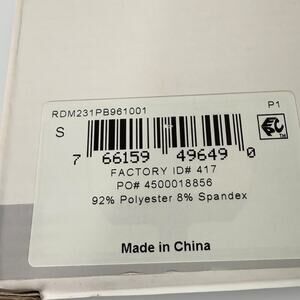 RDM231PB961001 P1
S
7 66159 49649 0
FACTORY ID# 417
PO# 4500018856
92% Polyester 8% Spandex
Made in China